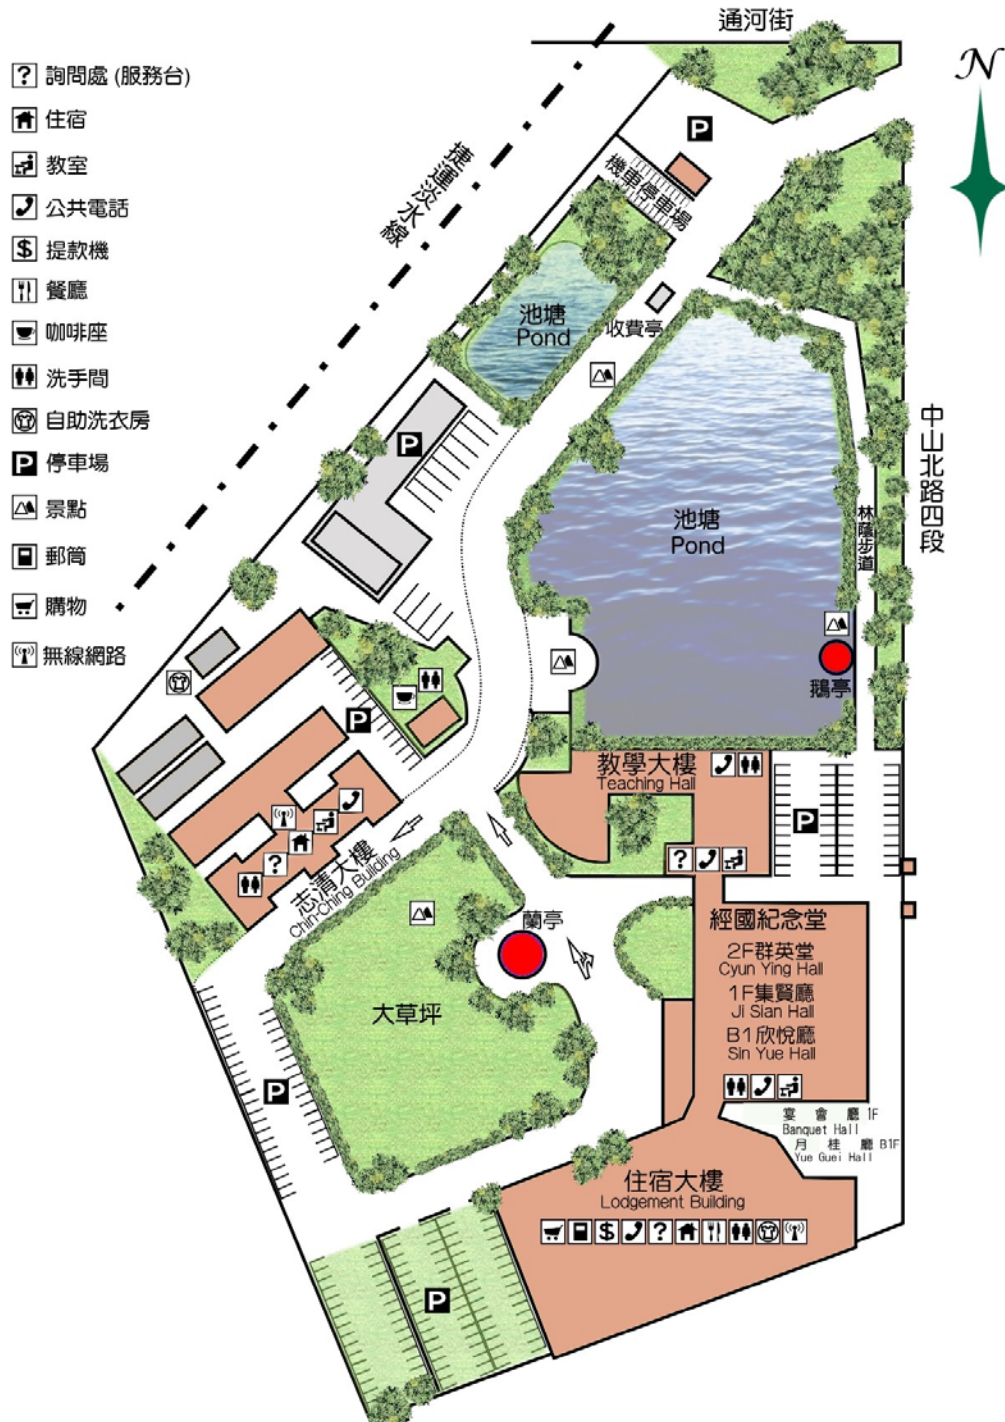 通河街
N
詢問處 (服務台)
住宿
教室
公共電話
$ 提款機
餐廳
咖啡座
洗手間
自助洗衣房
P 停車場
景點
郵筒
購物
無線網路
捷運淡水線
P
機車停車場
池塘
Pond
收費亭
P
池塘
Pond
中山北路四段
林蔭步道
鵝亭
P
教學大樓
Teaching Hall
P
?
?
志清大樓
Chin-Ching Building
蘭亭
大草坪
經國紀念堂
2F群英堂
Cyun Ying Hall
1F集賢廳
Ji Sian Hall
B1欣悅廳
Sin Yue Hall
P
宴會廳 1F
Banquet Hall
月桂廳 B1F
Yue Guei Hall
住宿大樓
Lodgement Building
$ ?
P